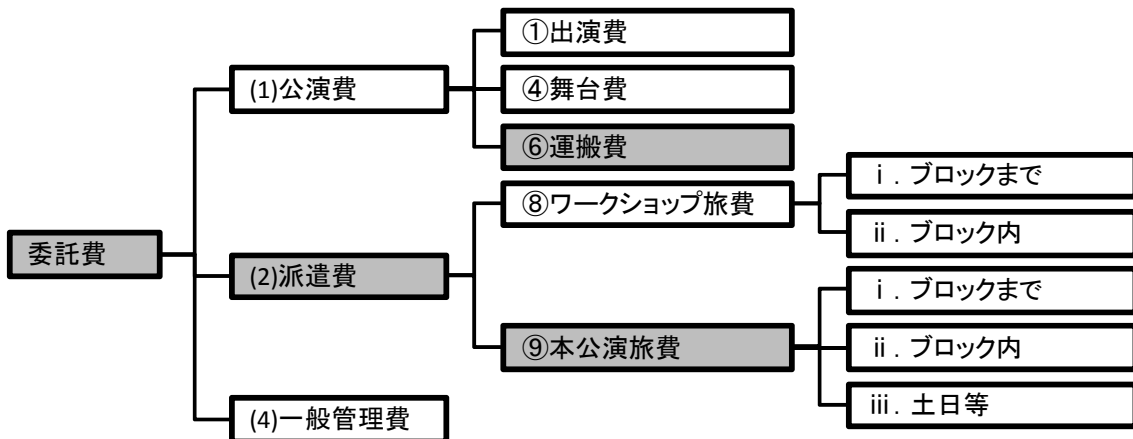 ①出演費
(1)公演費
④舞台費
⑥運搬費
ⅰ. ブロックまで
⑧ワークショップ旅費
ⅱ. ブロック内
委託費
(2)派遣費
ⅰ. ブロックまで
⑨本公演旅費
ⅱ. ブロック内
ⅲ. 土日等
(4)一般管理費